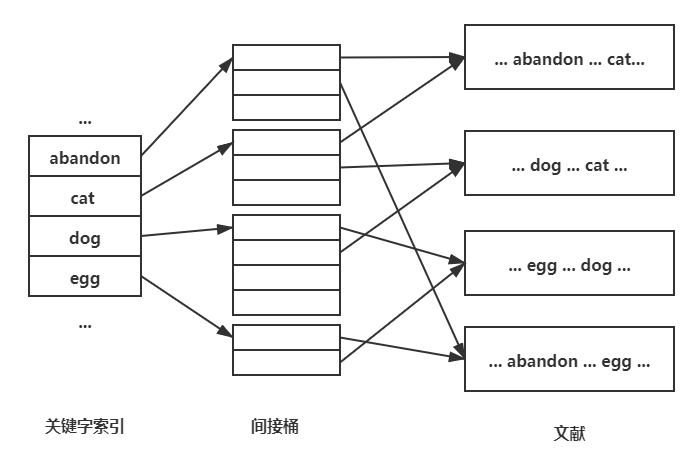 ...
abandon
cat
dog
egg
...
... abandon ... cat...
... dog ... cat ...
... egg ... dog ...
... abandon ... egg ...
关键字索引
间接桶
文献